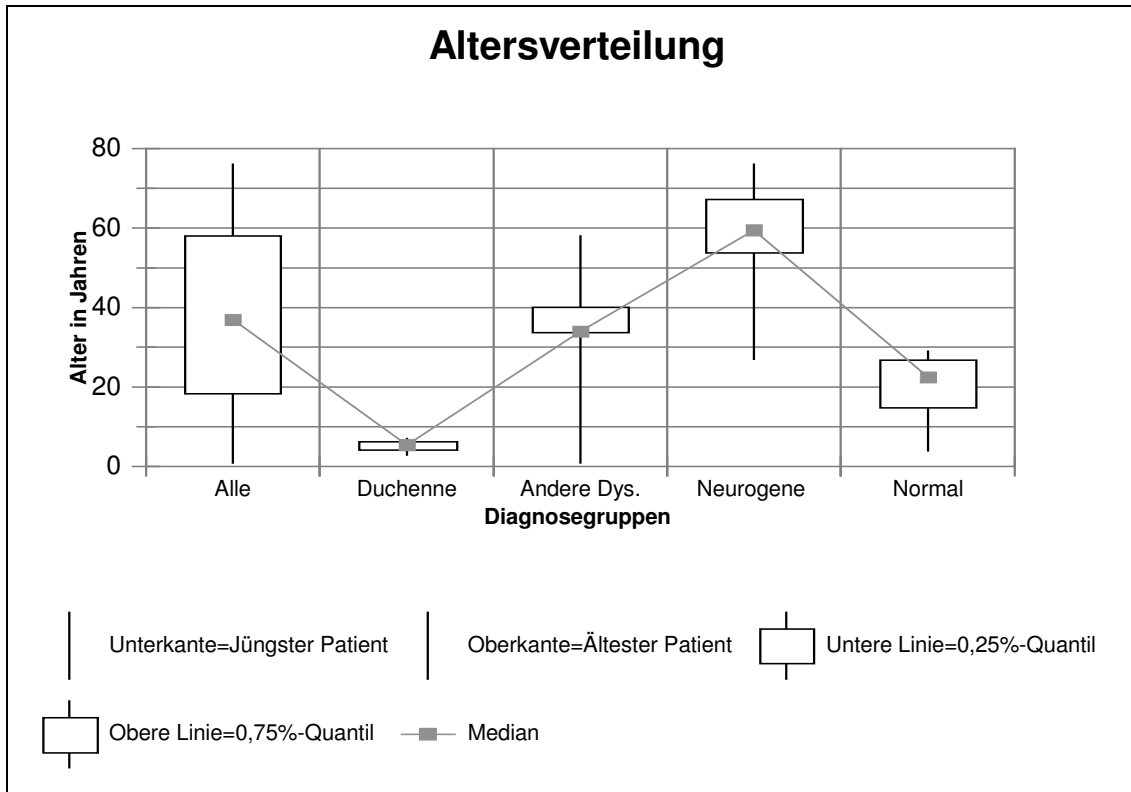 Altersverteilung
80
60
40
20
0
Alter in Jahren
Alle Duchenne Andere Dys. Neurogene Normal
Diagnosegruppen
Unterkante=Jüngster Patient Oberkante=Ältester Patient Untere Linie=0,25%-Quantil
Obere Linie=0,75%-Quantil Median